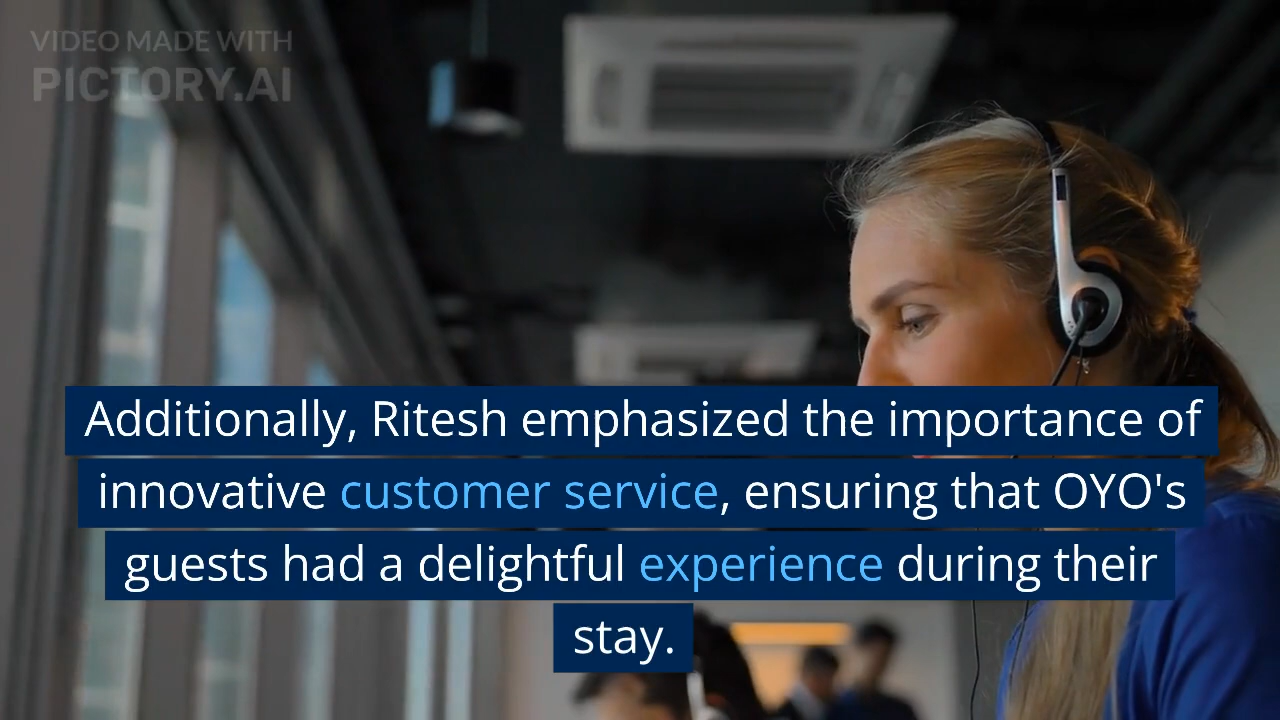 VIDEO MADE WITH
PICTORY.AI
Additionally, Ritesh emphasized the importance of
innovative customer service, ensuring that OYO's
guests had a delightful experience during their
stay.